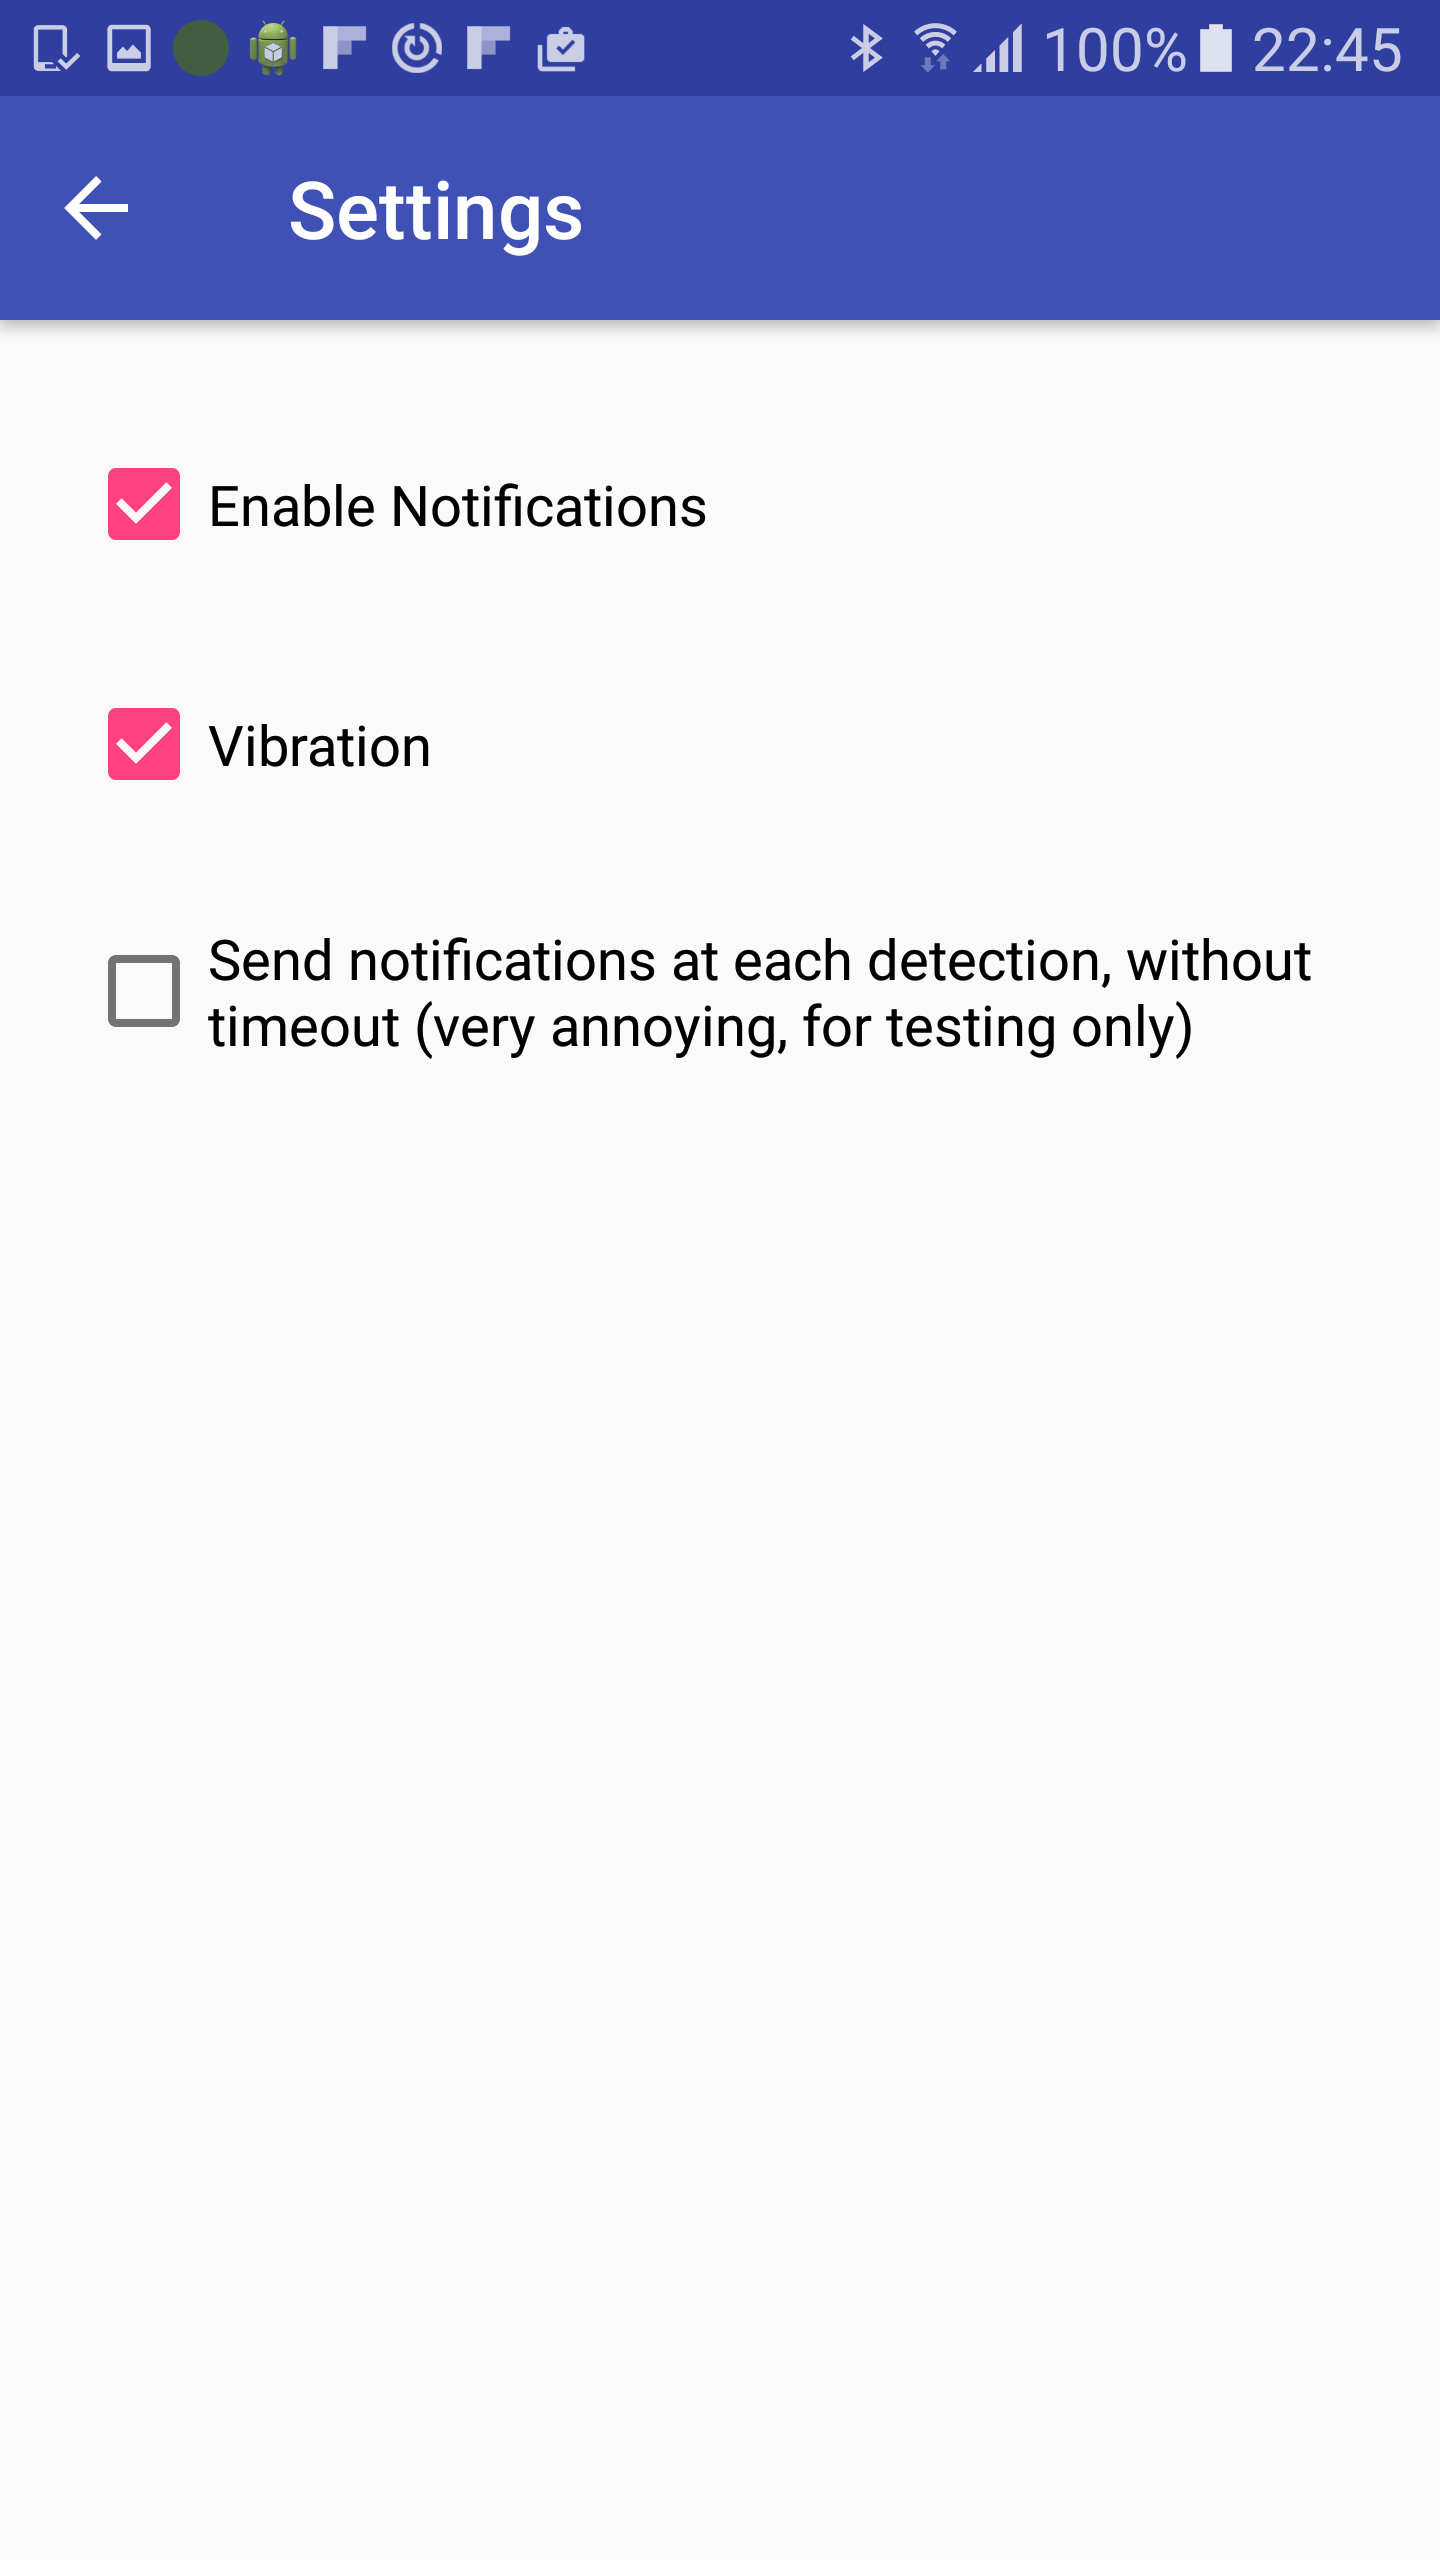 100% 22:45
Settings
Enable Notifications
Vibration
Send notifications at each detection, without
timeout (very annoying, for testing only)